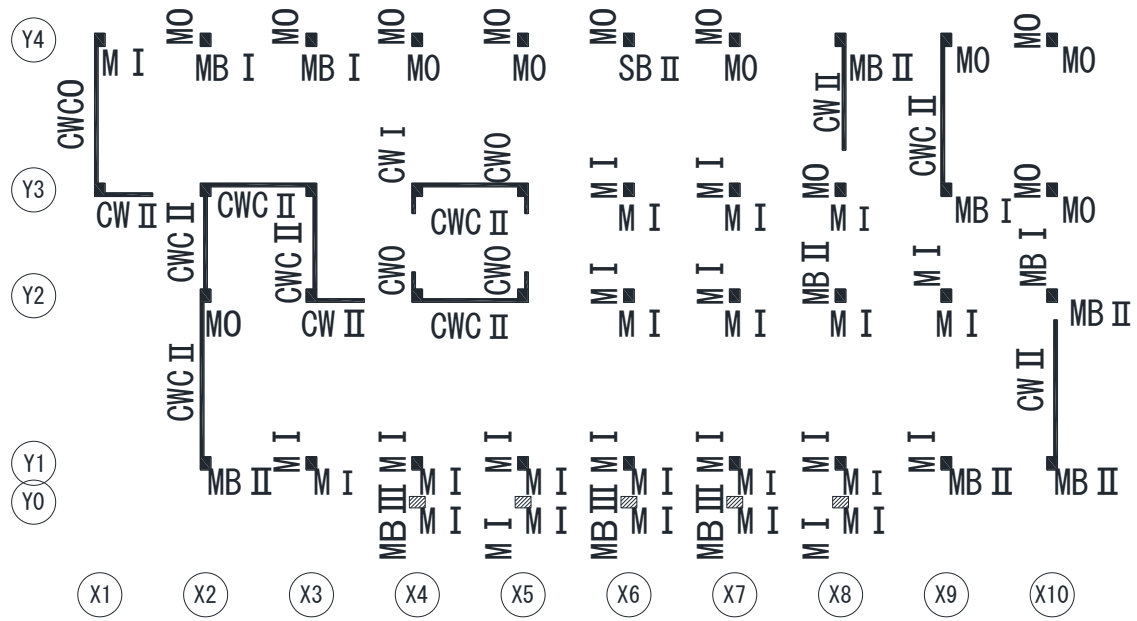 Y4 MO MO MO MO MO MO MO
M I MB I MB I MO MO SB II MO MB II MO MO
CWCO CW I CWO CW II CWC II
Y3 M I M I MO MO
CW II CWC II CWC II M I M I M I MB I MO
CWC II CWC II CWO CWO MB II M I MB I
Y2 M I M I
MO CW II CWC II M I M I M I M I MB II
CWC II CW II
Y1 M I M I M I M I M I M I M I
MB II M I M I M I M I M I M I MB II MB II
Y0 MB III M I MB III MB III M I
M I M I M I M I M I
X1 X2 X3 X4 X5 X6 X7 X8 X9 X10